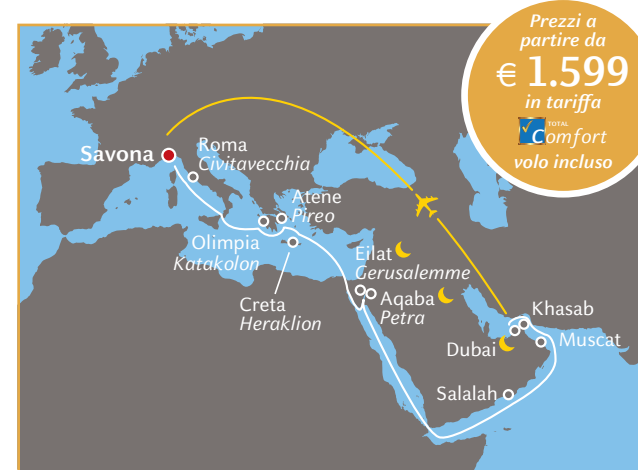 Prezzi a
partire da
€ 1.599
in tariffa
TOTAL
Comfort
volo incluso
Savona
Roma
Civitavecchia
Atene
Pireo
Olimpia
Katakolon
Creta
Heraklion
Eilat
Gerusalemme
Aqaba
Petra
Khasab
Dubai
Muscat
Salalah